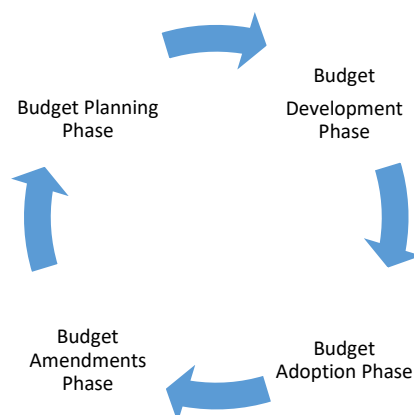 Budget Planning
Phase
Budget
Development
Phase
Budget
Adoption Phase
Budget
Amendments
Phase